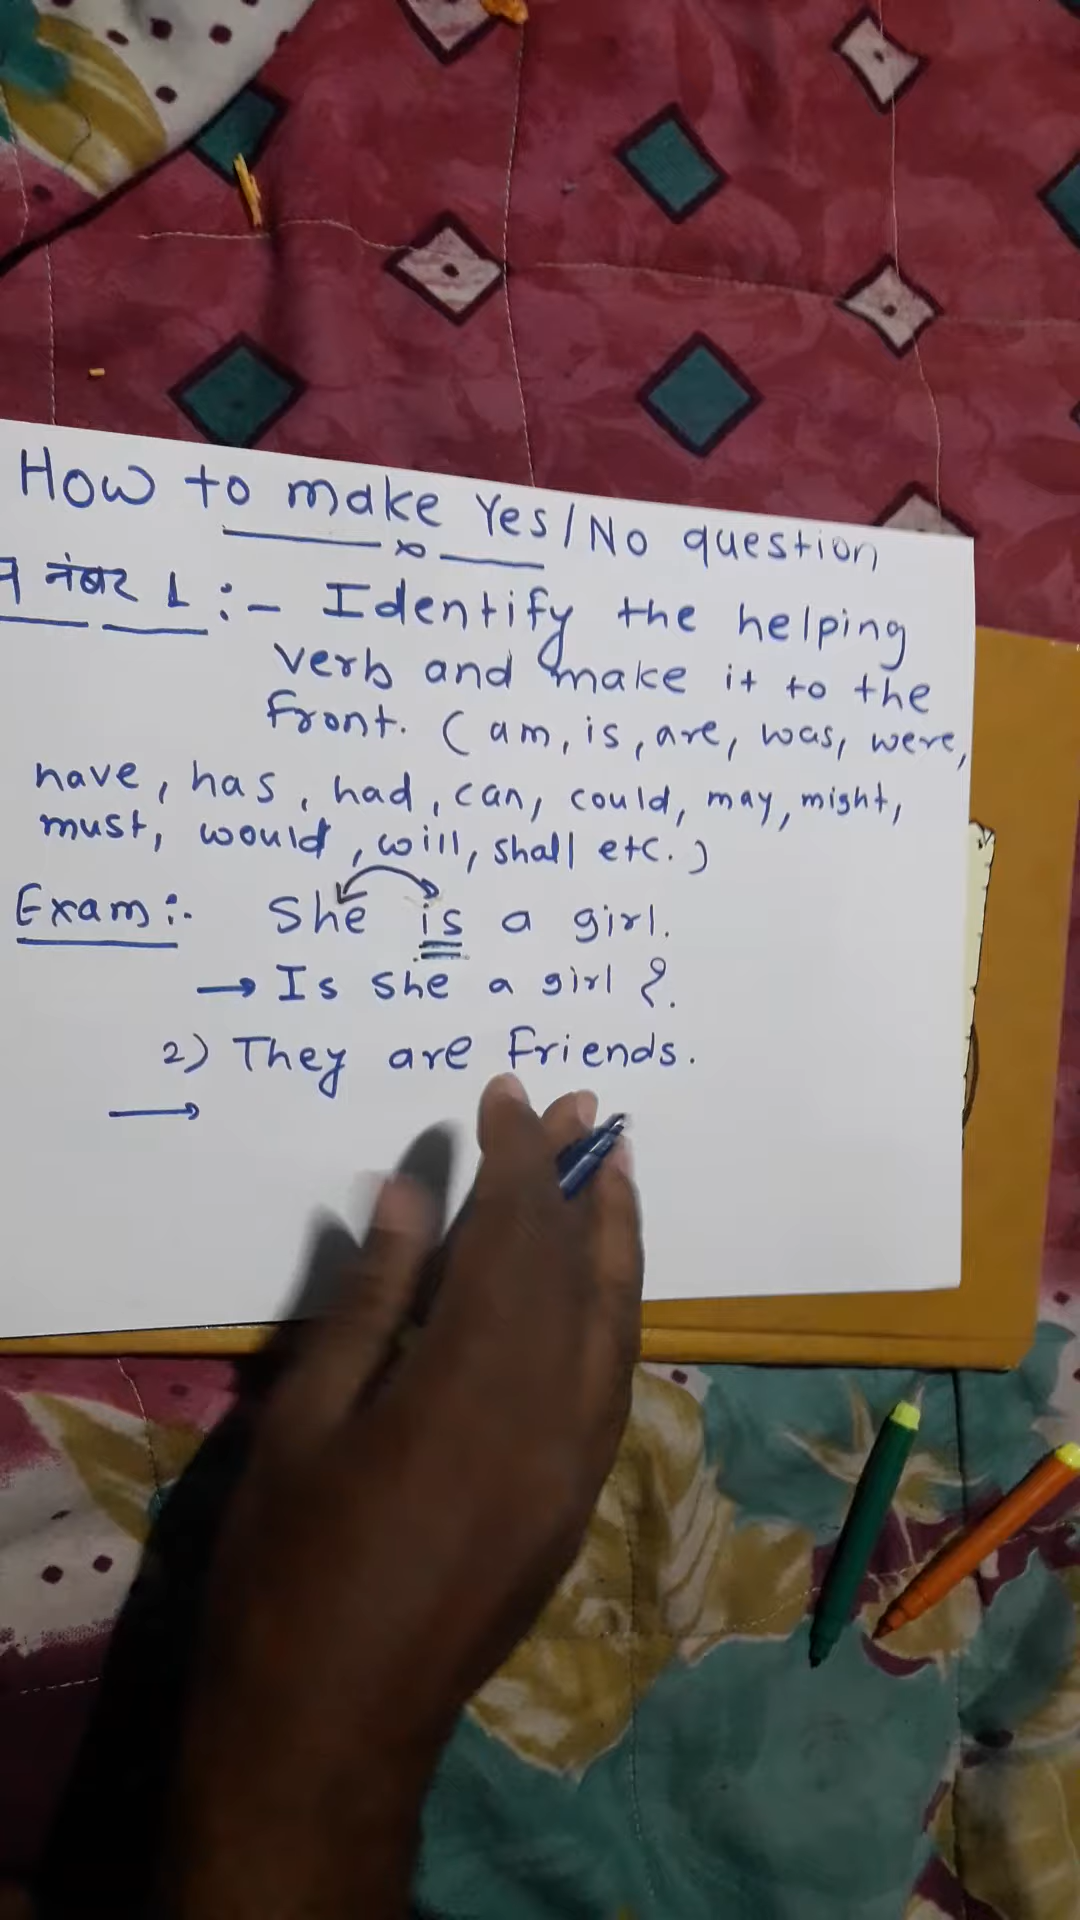 How to make Yes/No question
नंबर 1 :- Identify the helping
verb and make it to the
front. (am, is, are, was, were,
have, has, had, can, could, may, might,
must, would, will, shall etc.)
Exam:- She is a girl.
→ Is she a girl ?.
2) They are friends.
→